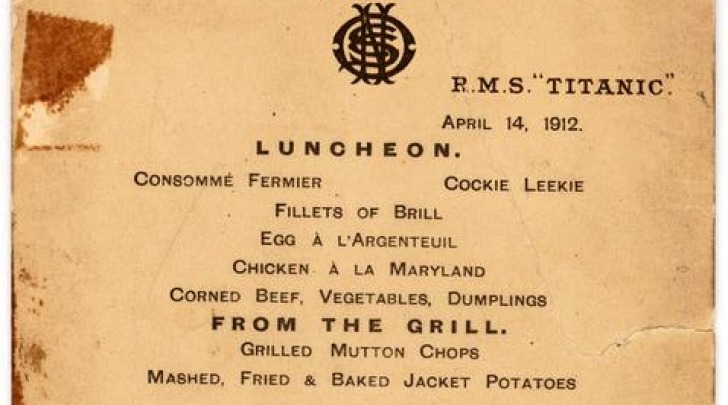 R.M.S. "TITANIC"
APRIL 14, 1912.
LUNCHEON.
CONSOMMÉ FERMIER COCKIE LEEKIE
FILLETS OF BRILL
EGG À L'ARGENTEUIL
CHICKEN À LA MARYLAND
CORNED BEEF, VEGETABLES, DUMPLINGS
FROM THE GRILL.
GRILLED MUTTON CHOPS
MASHED, FRIED & BAKED JACKET POTATOES